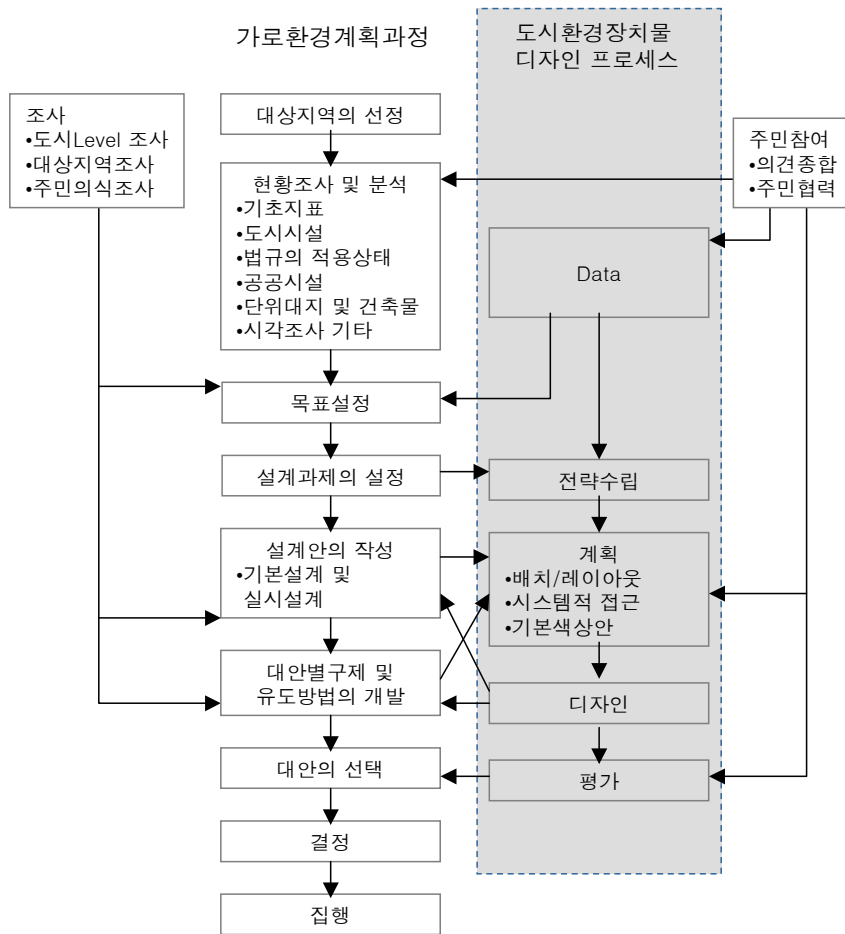 가로환경계획과정
도시환경장치물
디자인 프로세스
조사
•도시Level 조사
•대상지역조사
•주민의식조사
대상지역의 선정
주민참여
•의견종합
•주민협력
현황조사 및 분석
•기초지표
•도시시설
•법규의 적용상태
•공공시설
•단위대지 및 건축물
•시각조사 기타
Data
목표설정
설계과제의 설정
전략수립
설계안의 작성
•기본설계 및
실시설계
계획
•배치/레이아웃
•시스템적 접근
•기본색상안
대안별구제 및
유도방법의 개발
디자인
대안의 선택
평가
결정
집행